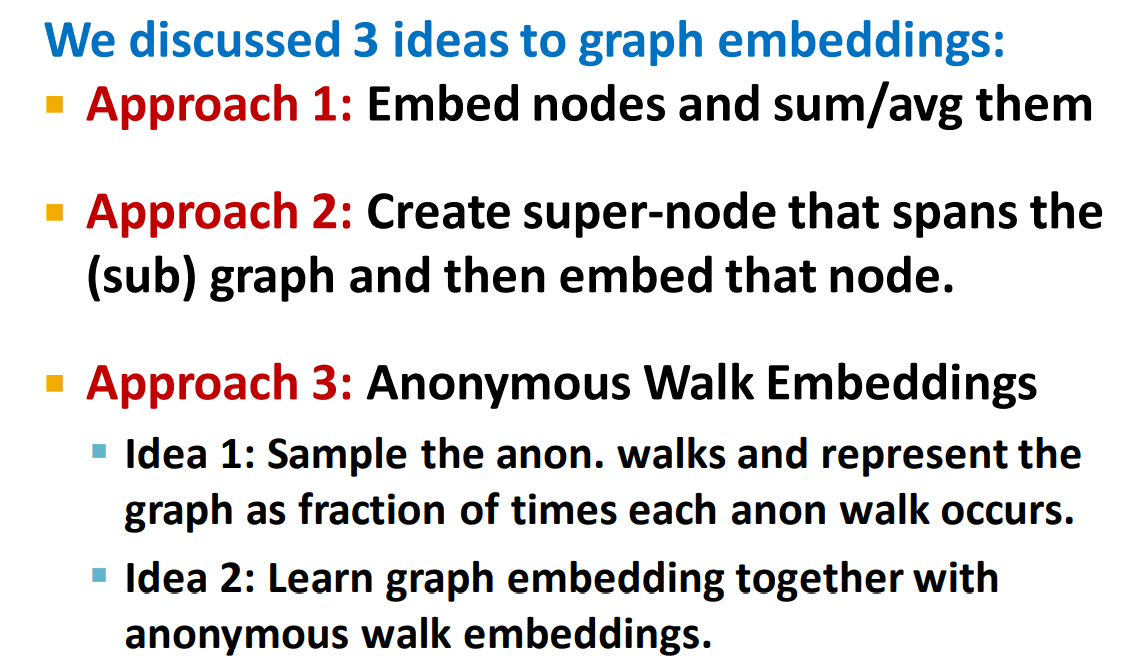 We discussed 3 ideas to graph embeddings:
▪ Approach 1: Embed nodes and sum/avg them
▪ Approach 2: Create super-node that spans the
(sub) graph and then embed that node.
▪ Approach 3: Anonymous Walk Embeddings
▪ Idea 1: Sample the anon. walks and represent the
graph as fraction of times each anon walk occurs.
▪ Idea 2: Learn graph embedding together with
anonymous walk embeddings.